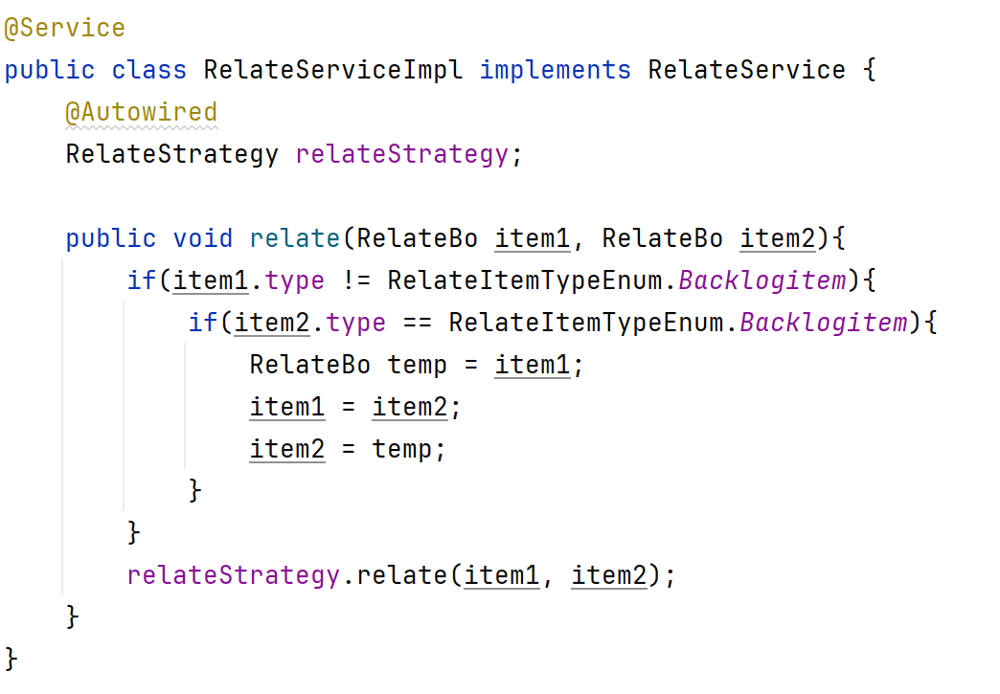 @Service
public class RelateServiceImpl implements RelateService {
    @Autowired
    RelateStrategy relateStrategy;

    public void relate(RelateBo item1, RelateBo item2){
        if(item1.type != RelateItemTypeEnum.Backlogitem){
            if(item2.type == RelateItemTypeEnum.Backlogitem){
                RelateBo temp = item1;
                item1 = item2;
                item2 = temp;
            }
        }
        relateStrategy.relate(item1, item2);
    }
}